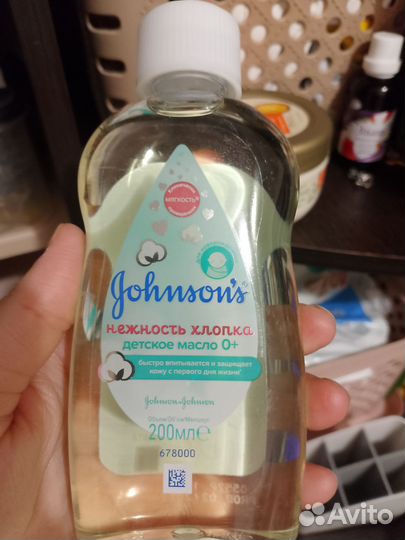 Клинически
МЯГКОСТЬ
Johnson's
нежность хлопка
детское масло 0+
быстро впитывается и защищает
кожу с первого дня жизни
Johnson & Johnson
200мл℮
678000
Avito